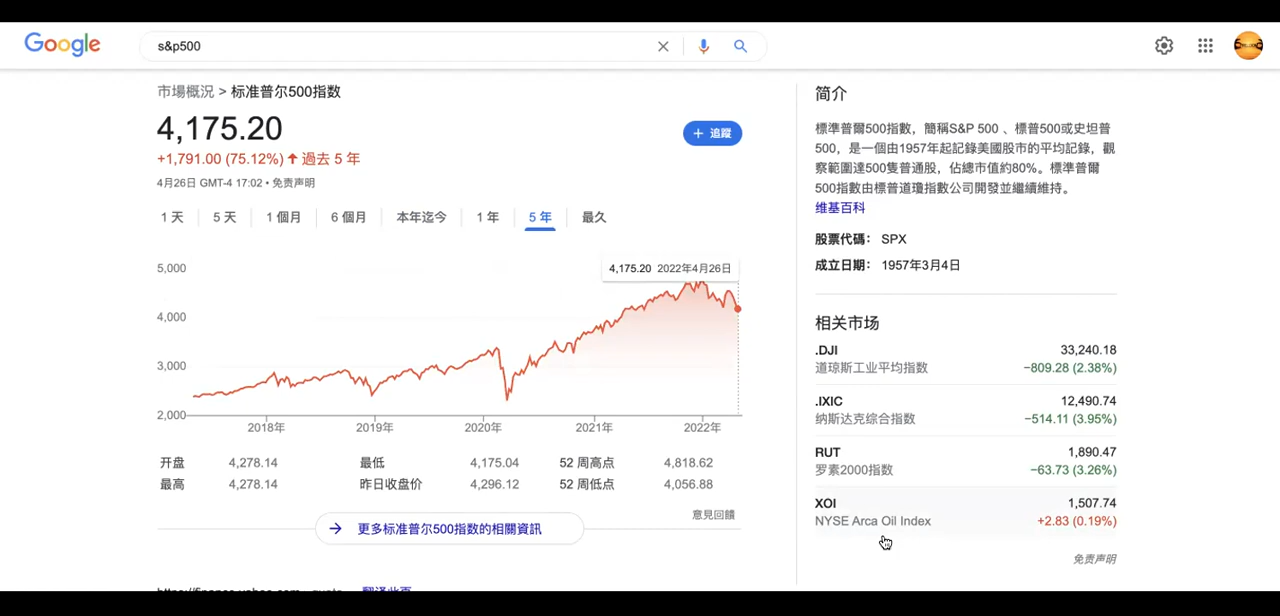 Google
s&p500
市場概況 > 标准普尔500指数
4,175.20
+ 追蹤
+1,791.00 (75.12%) ↑ 過去 5 年
4月26日 GMT-4 17:02 • 免责声明
1 天 5 天 1 個月 6 個月 本年迄今 1 年 5 年 最久
4,175.20 2022年4月26日
5,000
4,000
3,000
2,000
2018年 2019年 2020年 2021年 2022年
开盘 4,278.14 最低 4,175.04 52 周高点 4,818.62
最高 4,278.14 昨日收盘价 4,296.12 52 周低点 4,056.88
意見回饋
→ 更多标准普尔500指数的相關資訊
翻译此页
简介
標準普爾500指數，簡稱S&P 500 、標普500或史坦普
500，是一個由1957年起記錄美國股市的平均記錄，觀
察範圍達500隻普通股，佔總市值約80%。標準普爾
500指數由標普道瓊指數公司開發並繼續維持。
维基百科
股票代碼： SPX
成立日期： 1957年3月4日
相关市场
.DJI 33,240.18
道琼斯工业平均指数 −809.28 (2.38%)
.IXIC 12,490.74
纳斯达克综合指数 −514.11 (3.95%)
RUT 1,890.47
罗素2000指数 −63.73 (3.26%)
XOI 1,507.74
NYSE Arca Oil Index +2.83 (0.19%)
免责声明